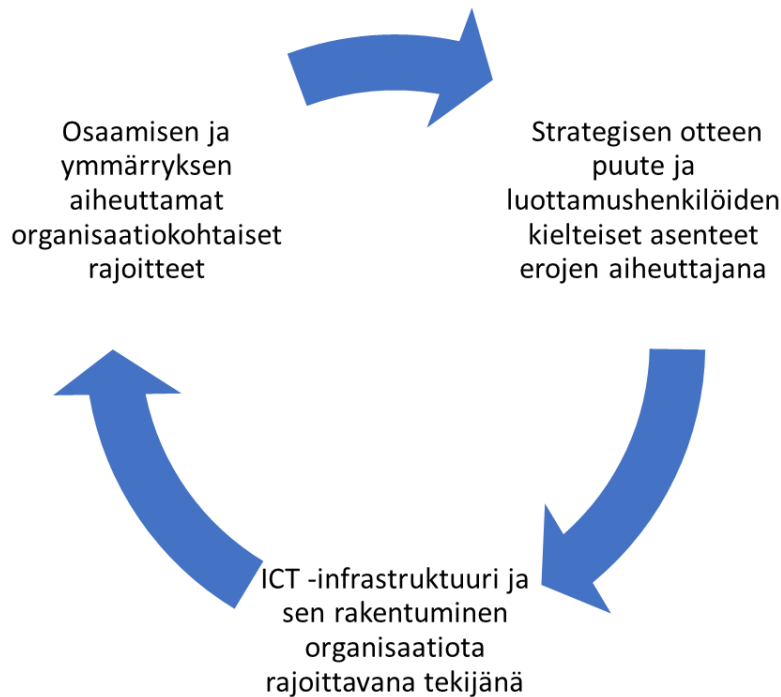 Osaamisen ja
ymmärryksen
aiheuttamat
organisaatiokohtaiset
rajoitteet
Strategisen otteen
puute ja
luottamushenkilöiden
kielteiset asenteet
erojen aiheuttajana
ICT -infrastruktuuri ja
sen rakentuminen
organisaatiota
rajoittavana tekijänä